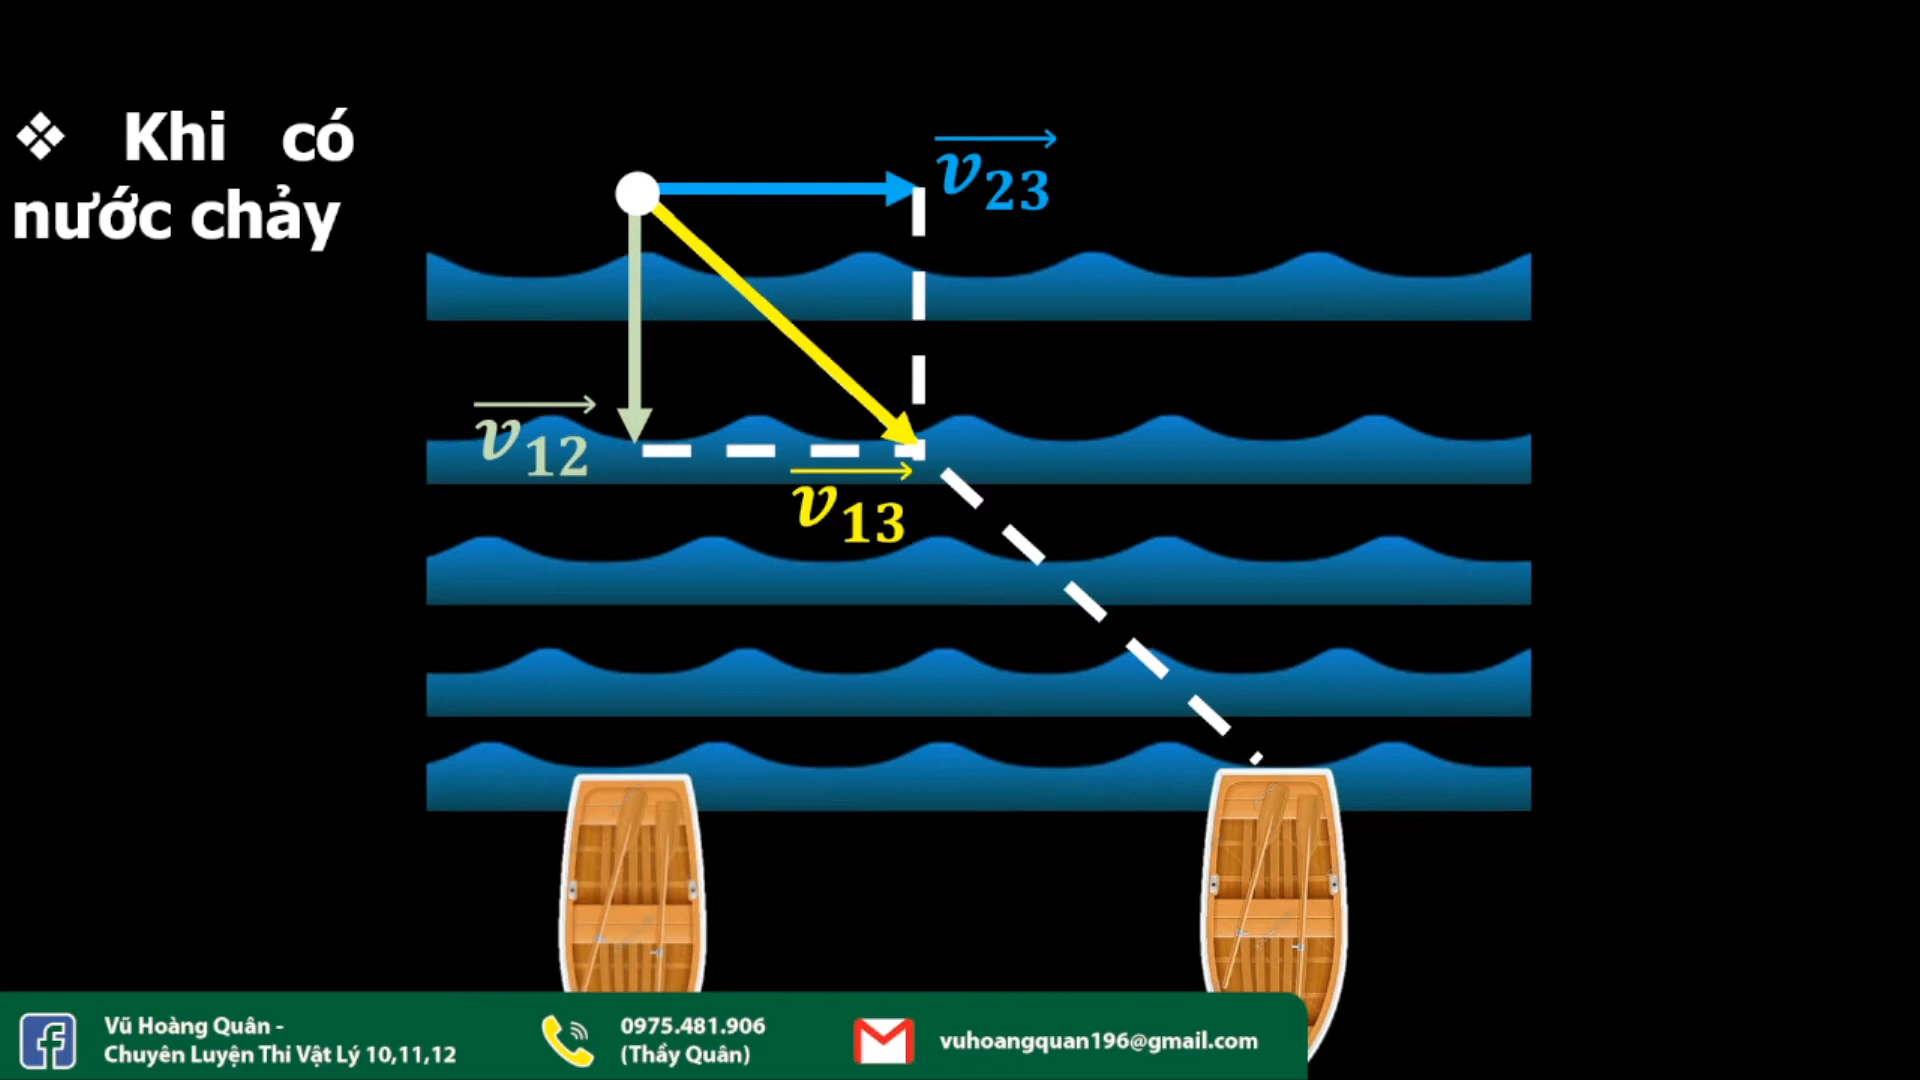 ❖ Khi có
nước chảy
v₂₃
v₁₂
v₁₃
Vũ Hoàng Quân -
Chuyên Luyện Thi Vật Lý 10,11,12
0975.481.906
(Thầy Quân)
vuhoangquan196@gmail.com